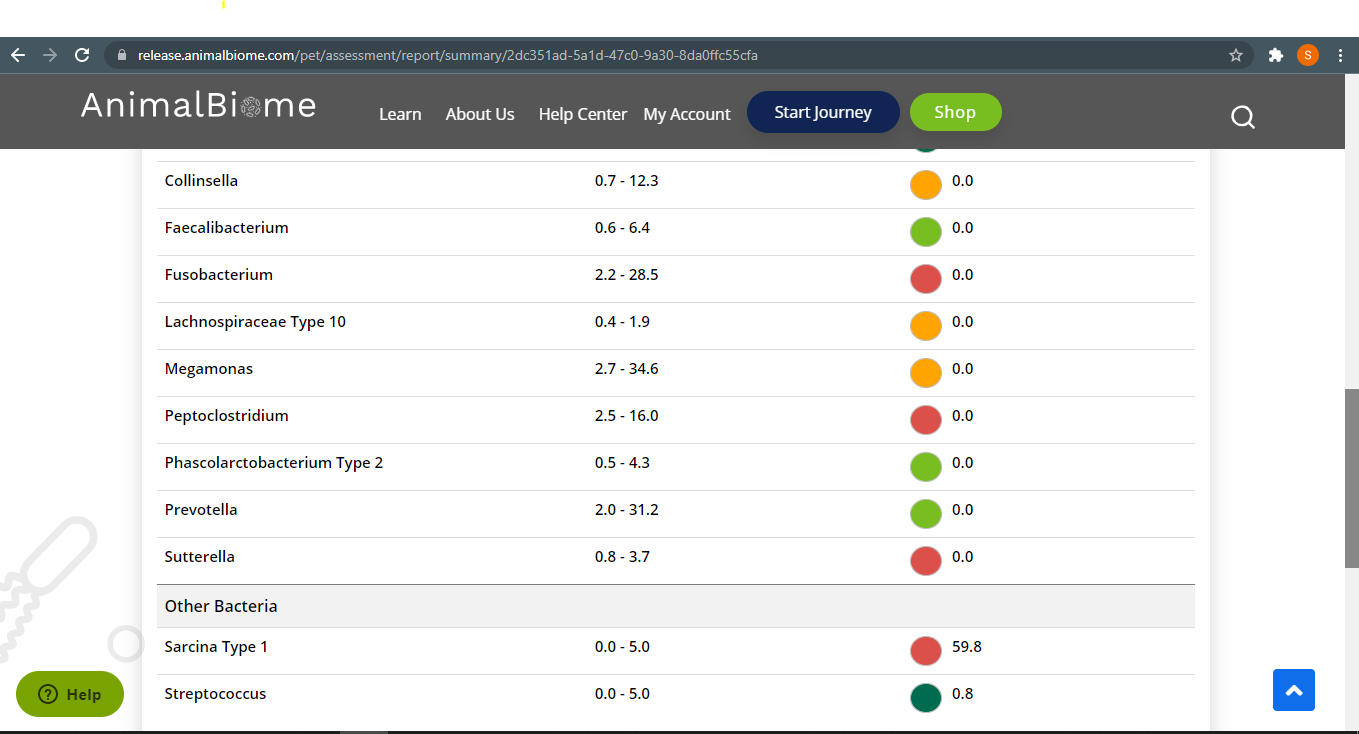 release.animalbiome.com/pet/assessment/report/summary/2dc351ad-5a1d-47c0-9a30-8da0ffc55cfa
S
AnimalBiome
Learn About Us Help Center My Account Start Journey Shop
Collinsella 0.7 - 12.3 0.0
Faecalibacterium 0.6 - 6.4 0.0
Fusobacterium 2.2 - 28.5 0.0
Lachnospiraceae Type 10 0.4 - 1.9 0.0
Megamonas 2.7 - 34.6 0.0
Peptoclostridium 2.5 - 16.0 0.0
Phascolarctobacterium Type 2 0.5 - 4.3 0.0
Prevotella 2.0 - 31.2 0.0
Sutterella 0.8 - 3.7 0.0
Other Bacteria
Sarcina Type 1 0.0 - 5.0 59.8
Streptococcus 0.0 - 5.0 0.8
? Help